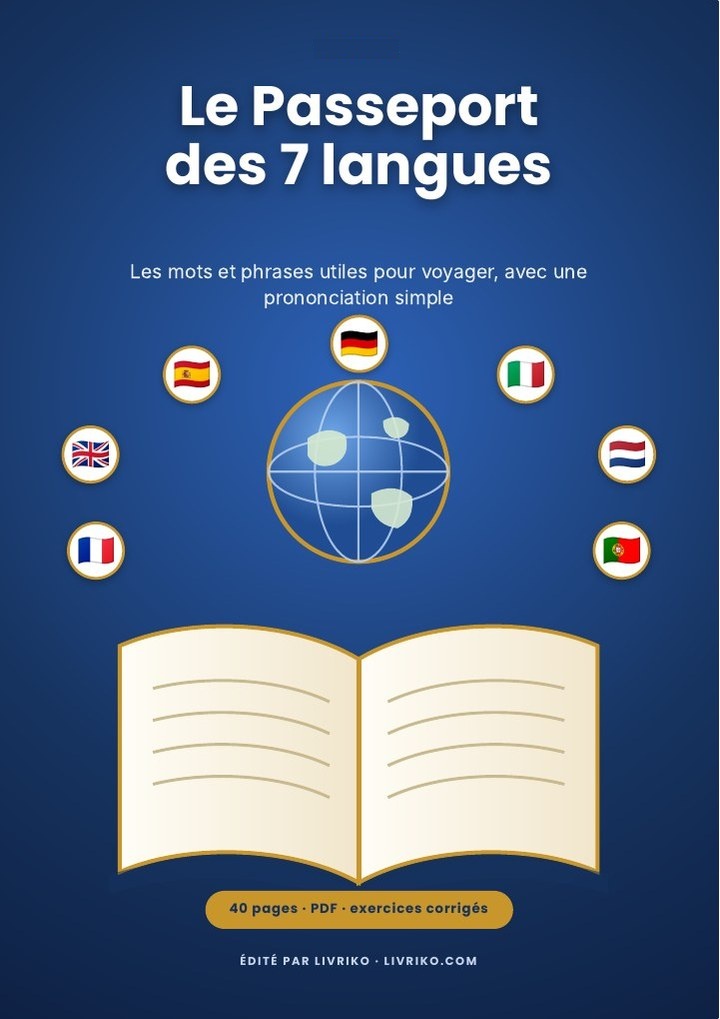 Le Passeport
des 7 langues
Les mots et phrases utiles pour voyager, avec une
prononciation simple
40 pages · PDF · exercices corrigés
ÉDITÉ PAR LIVRIKO · LIVRIKO.COM